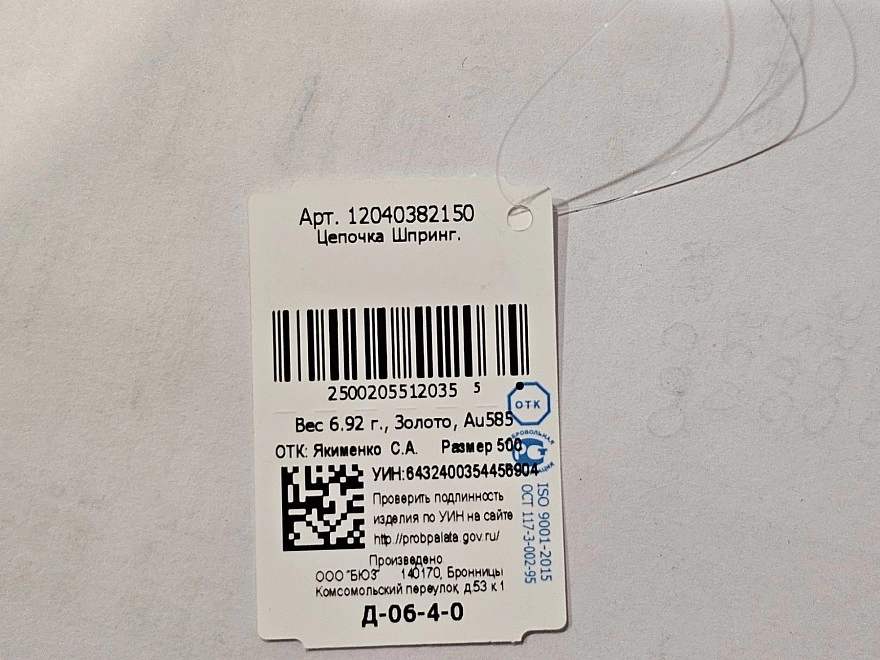 Арт. 12040382150
Цепочка Шпринг.
2500205512035 5
ОТК
Вес 6.92 г., Золото, Au585
ОТК: Якименко С.А. Размер 500
УИН:6432400354456904
Проверить подлинность
изделия по УИН на сайте
http://probpalata.gov.ru/
ISO 9001-2015
ОСТ 117-3-002-95
Произведено
ООО "БЮЗ" 140170, Бронницы
Комсомольский переулок, д.53 к 1
Д-06-4-0